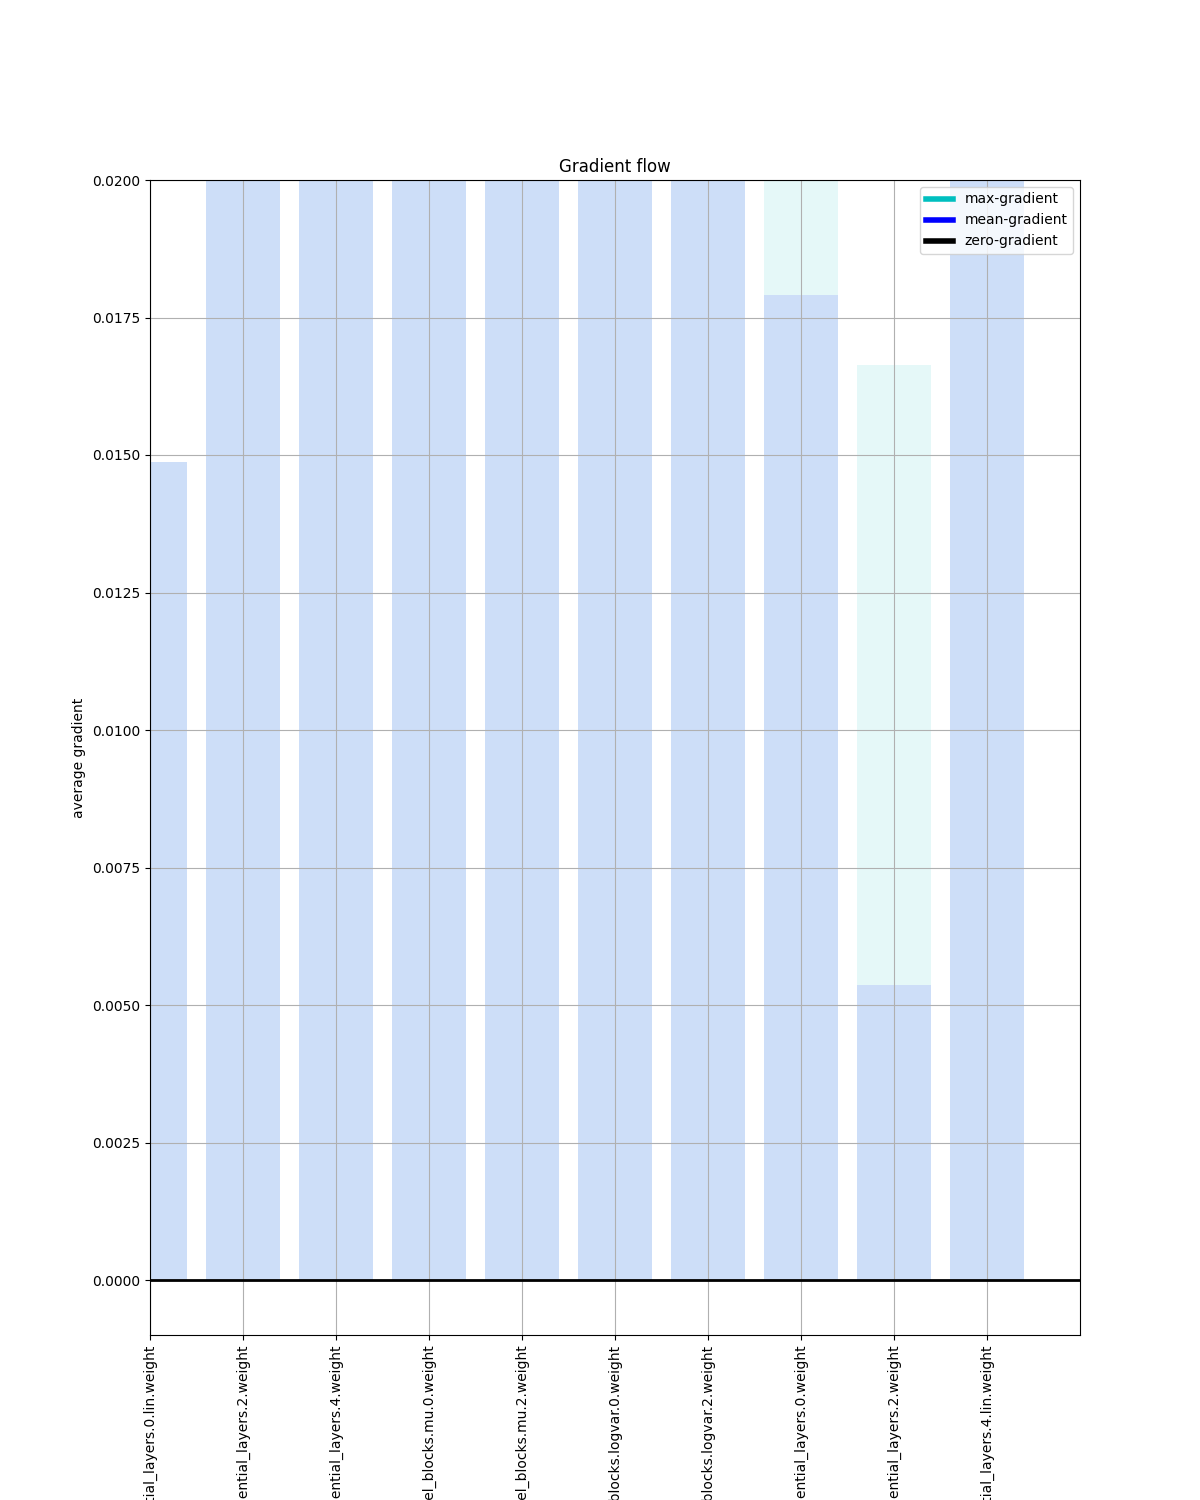 Gradient flow
max-gradient
mean-gradient
zero-gradient
0.0200
0.0175
0.0150
0.0125
0.0100
0.0075
0.0050
0.0025
0.0000
average gradient
tial_layers.0.lin.weight
ential_layers.2.weight
ential_layers.4.weight
el_blocks.mu.0.weight
el_blocks.mu.2.weight
blocks.logvar.0.weight
blocks.logvar.2.weight
ential_layers.0.weight
ential_layers.2.weight
tial_layers.4.lin.weight